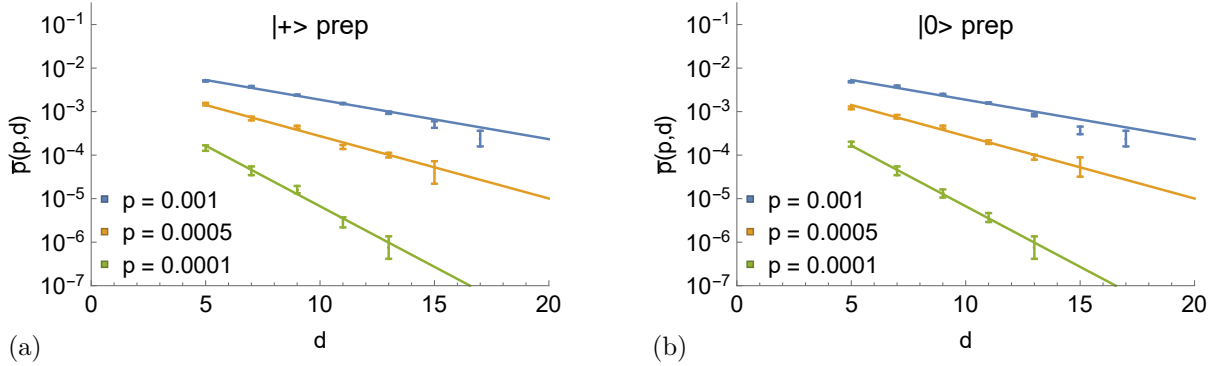 |+> prep
10⁻¹
10⁻²
10⁻³
10⁻⁴
10⁻⁵
10⁻⁶
10⁻⁷
p̅(p,d)
p = 0.001
p = 0.0005
p = 0.0001
0 5 10 15 20
d
(a)
|0> prep
10⁻¹
10⁻²
10⁻³
10⁻⁴
10⁻⁵
10⁻⁶
10⁻⁷
p̅(p,d)
p = 0.001
p = 0.0005
p = 0.0001
0 5 10 15 20
d
(b)